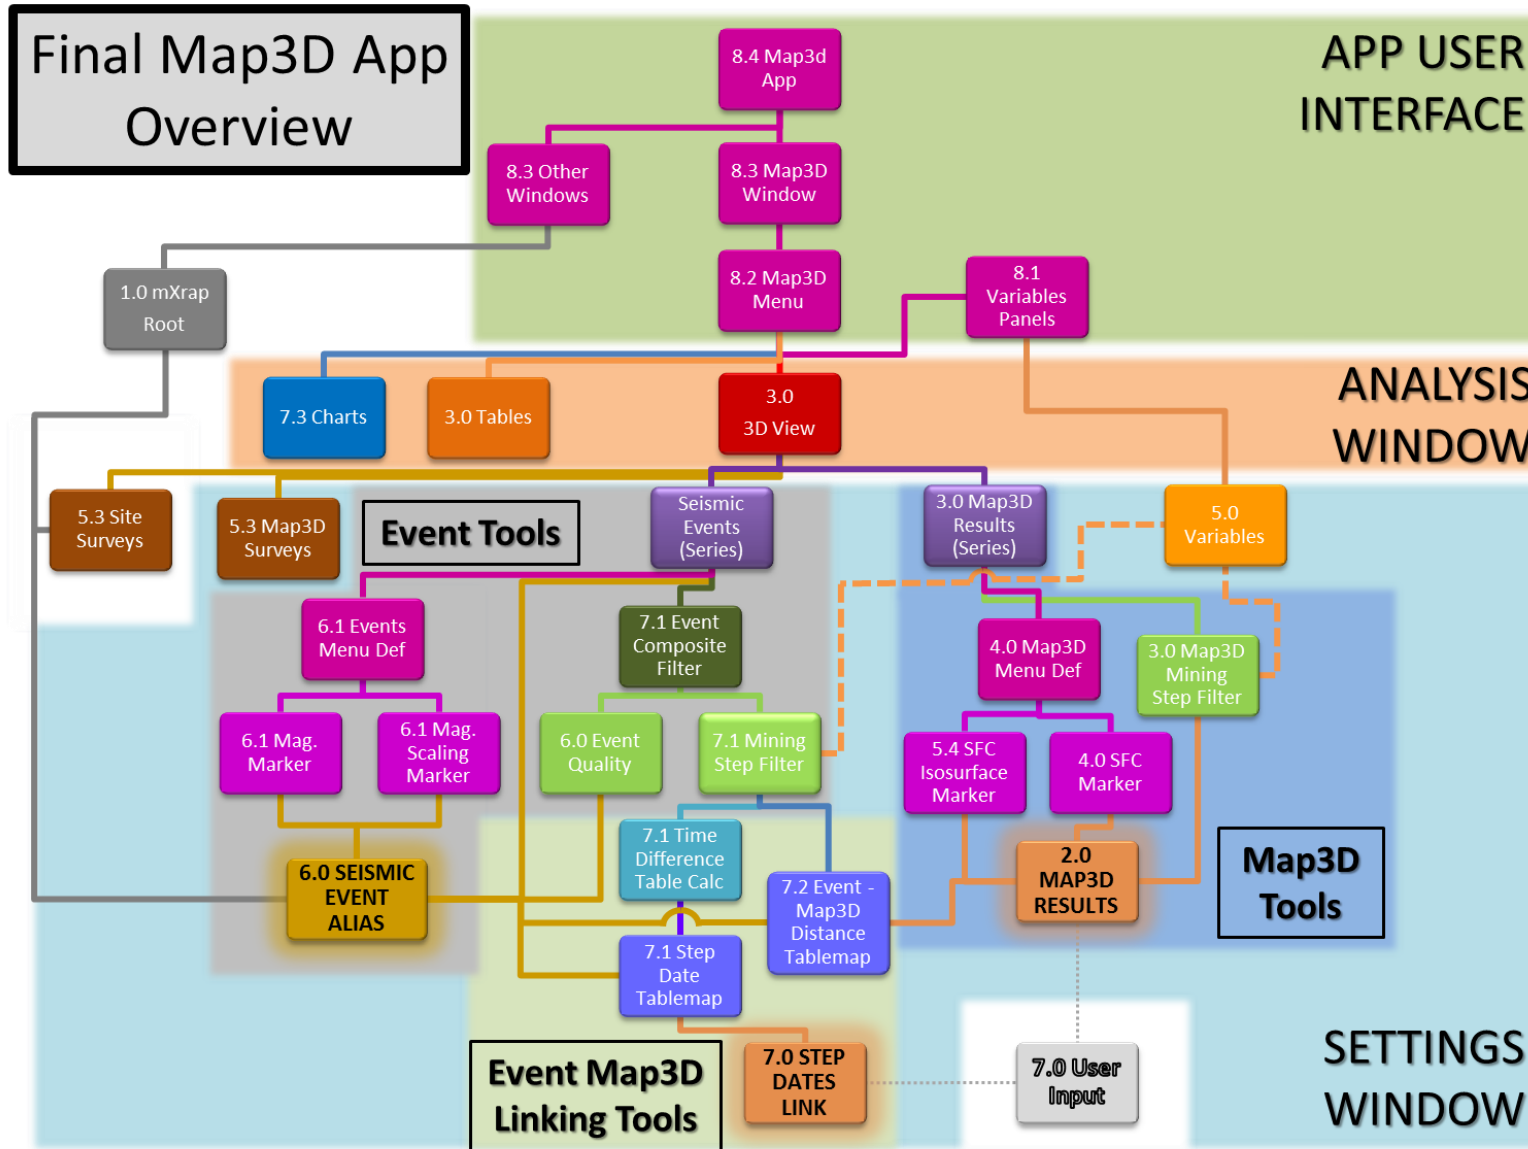 Final Map3D App
Overview
APP USER
INTERFACE
8.4 Map3d
App
8.3 Other
Windows
8.3 Map3D
Window
8.2 Map3D
Menu
8.1
Variables
Panels
1.0 mXrap
Root
ANALYSIS
WINDOW
7.3 Charts
3.0 Tables
3.0
3D View
5.3 Site
Surveys
5.3 Map3D
Surveys
Event Tools
Seismic
Events
(Series)
3.0 Map3D
Results
(Series)
5.0
Variables
6.1 Events
Menu Def
7.1 Event
Composite
Filter
4.0 Map3D
Menu Def
3.0 Map3D
Mining
Step Filter
6.1 Mag.
Marker
6.1 Mag.
Scaling
Marker
6.0 Event
Quality
7.1 Mining
Step Filter
5.4 SFC
Isosurface
Marker
4.0 SFC
Marker
7.1 Time
Difference
Table Calc
6.0 SEISMIC
EVENT
ALIAS
7.2 Event -
Map3D
Distance
Tablemap
2.0
MAP3D
RESULTS
Map3D
Tools
7.1 Step
Date
Tablemap
Event Map3D
Linking Tools
7.0 STEP
DATES
LINK
7.0 User
Input
SETTINGS
WINDOW